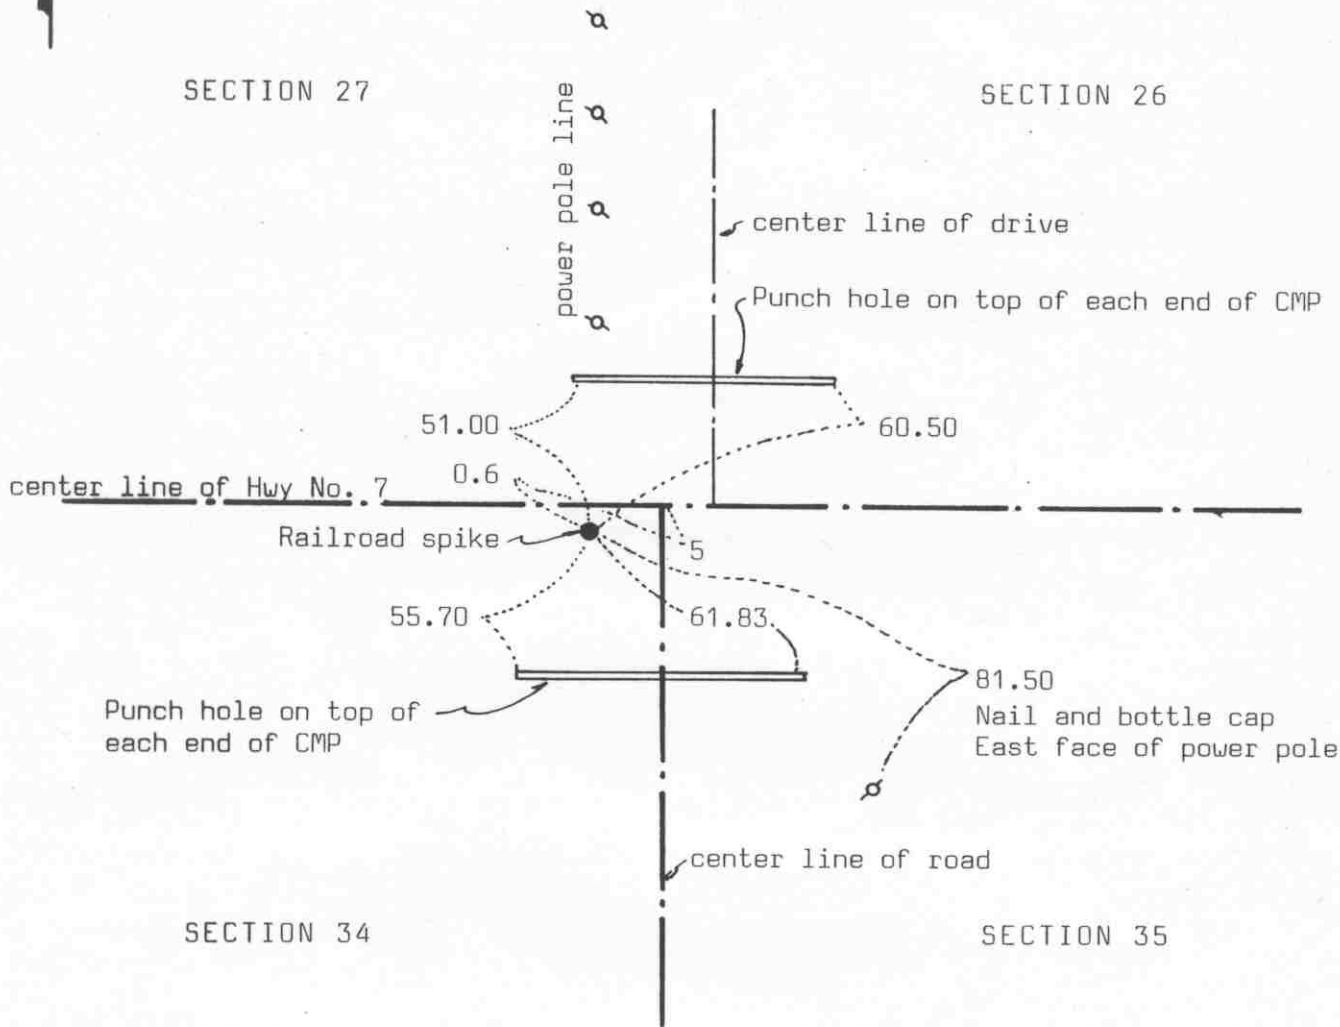 SECTION 27
SECTION 26
power pole line
center line of drive
Punch hole on top of each end of CMP
51.00
60.50
0.6
center line of Hwy No. 7
Railroad spike
5
55.70
61.83
81.50
Nail and bottle cap
East face of power pole
Punch hole on top of
each end of CMP
center line of road
SECTION 34
SECTION 35